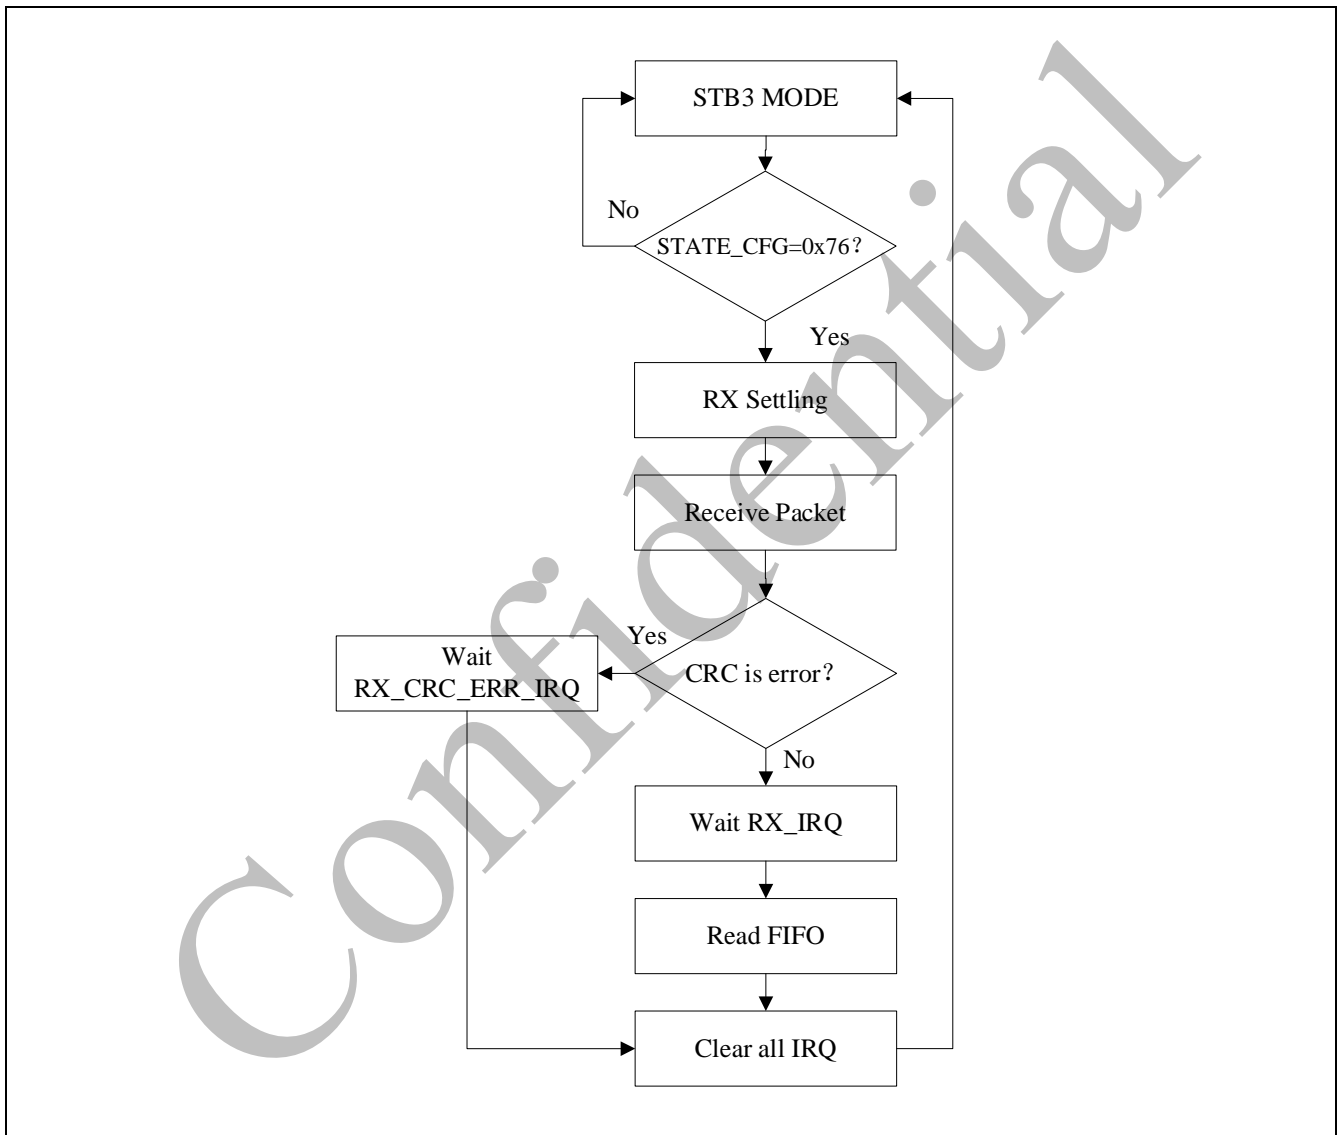 STB3 MODE
No
STATE_CFG=0x76？
Yes
RX Settling
Receive Packet
Yes
CRC is error？
Wait
RX_CRC_ERR_IRQ
No
Wait RX_IRQ
Read FIFO
Clear all IRQ
Confidential